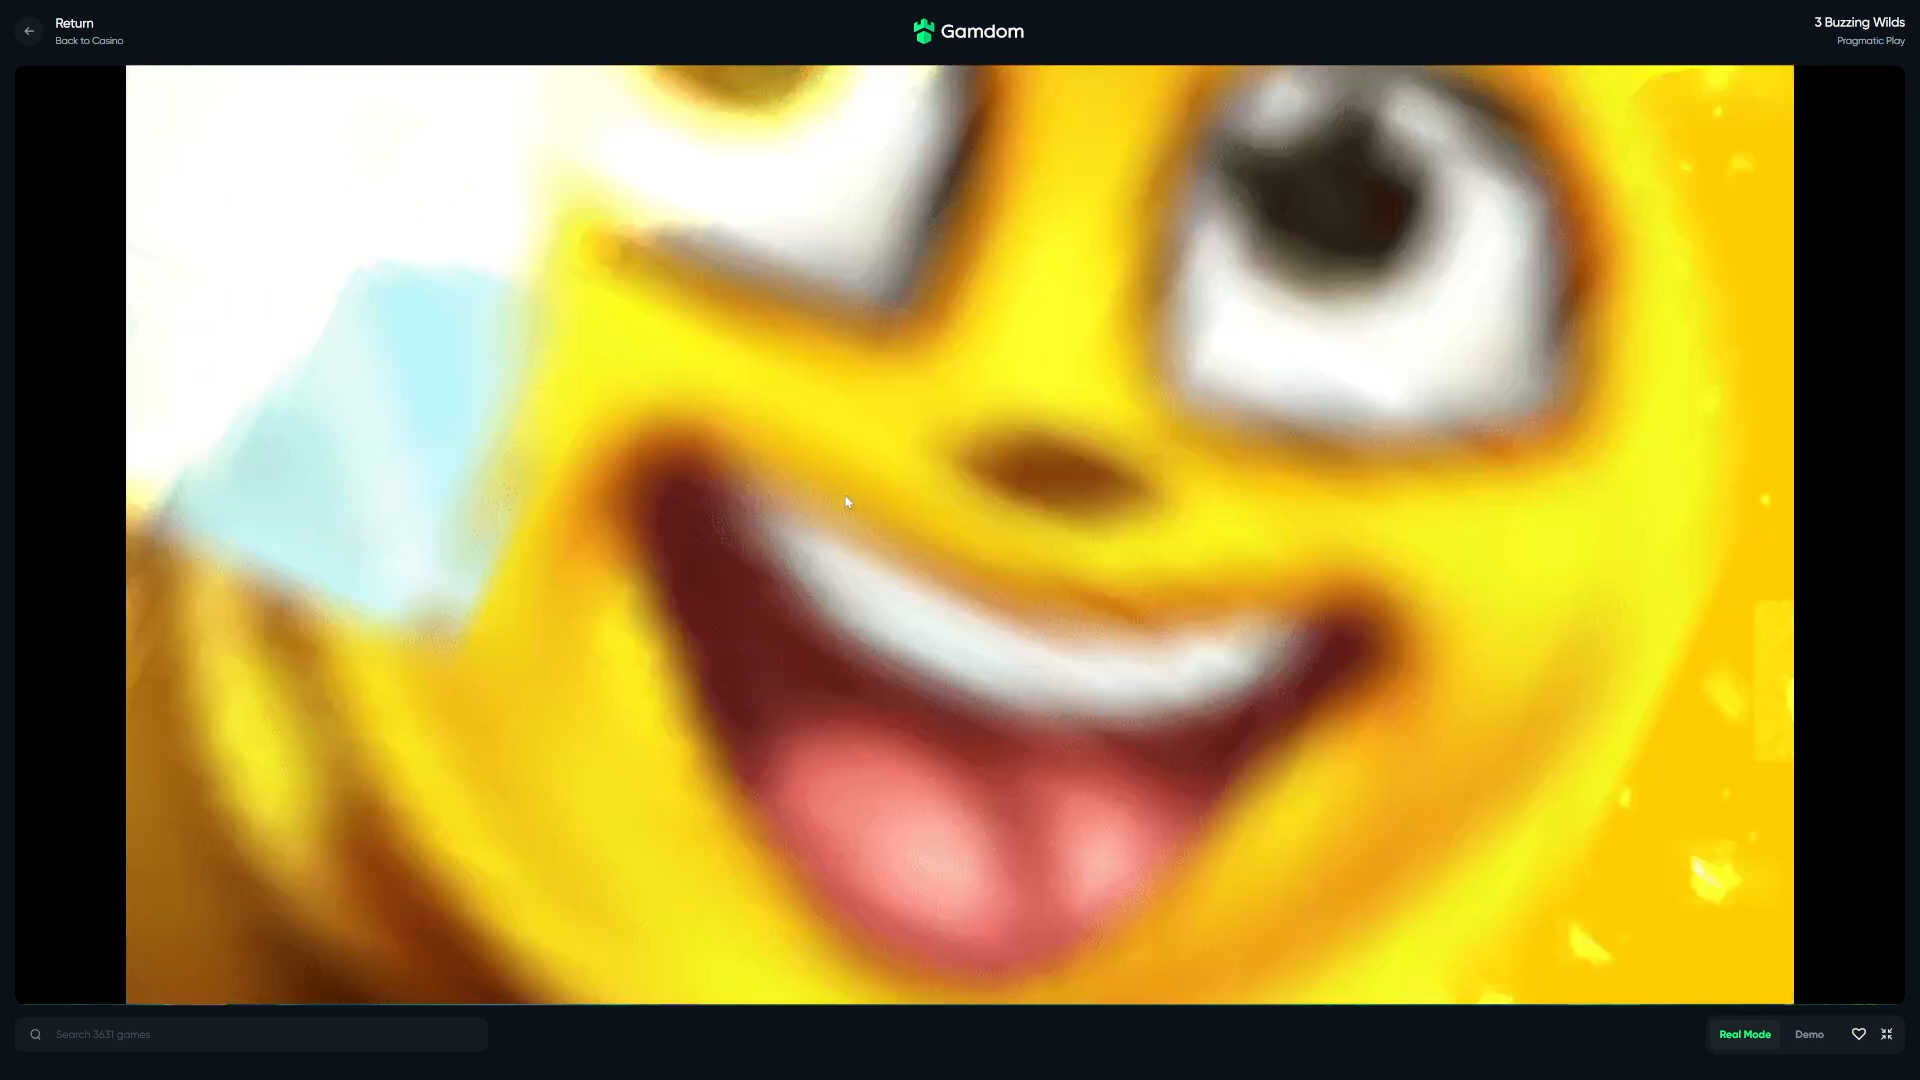 Return
Back to Casino
Gamdom
3 Buzzing Wilds
Pragmatic Play
Search 3631 games
Real Mode
Demo